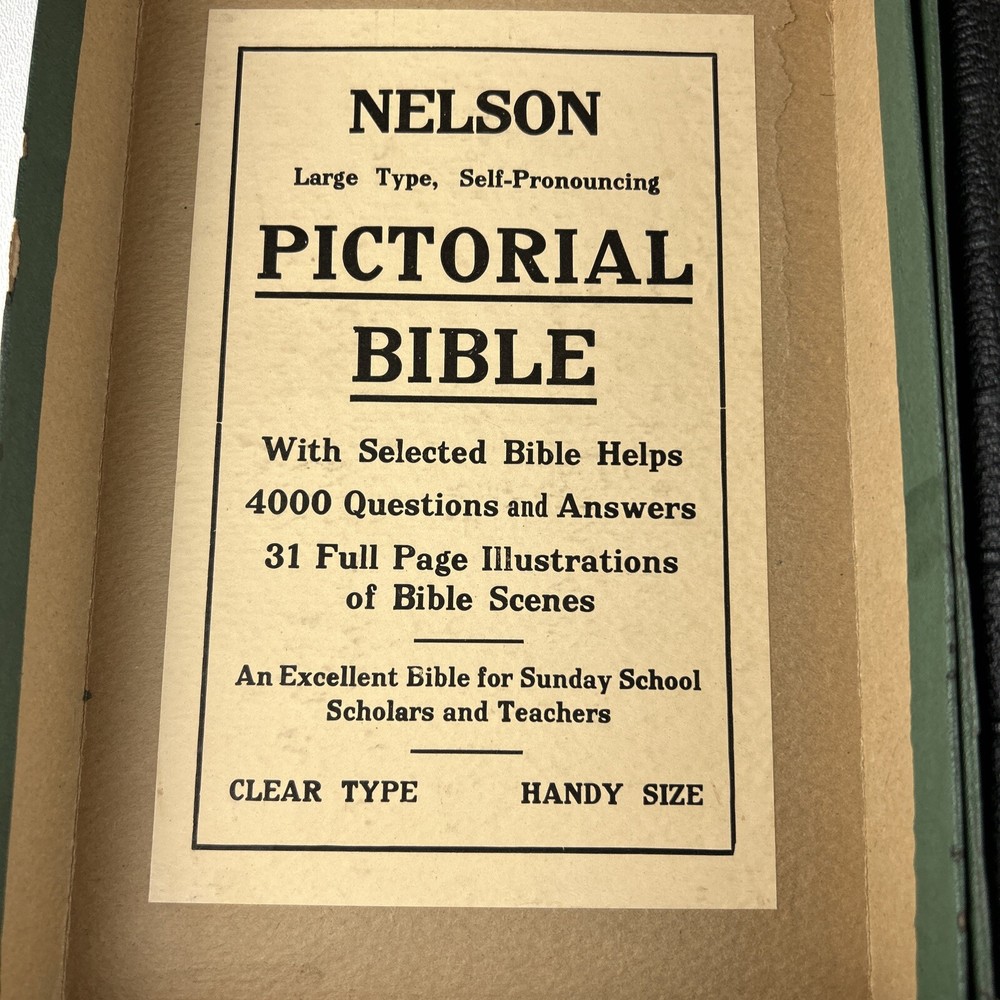 NELSON
Large Type, Self-Pronouncing
PICTORIAL
BIBLE
With Selected Bible Helps
4000 Questions and Answers
31 Full Page Illustrations
of Bible Scenes
An Excellent Bible for Sunday School
Scholars and Teachers
CLEAR TYPE HANDY SIZE